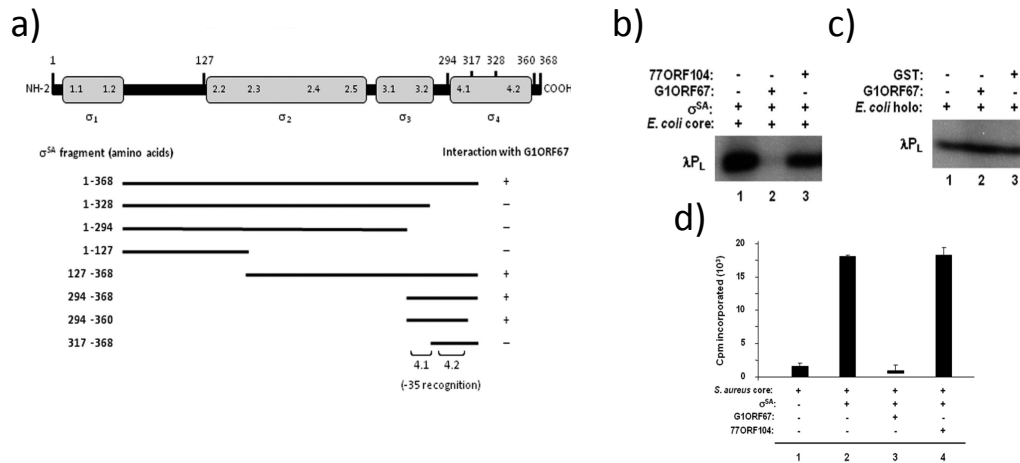 a)
1 127 294 317 328 360 368
NH-2 1.1 1.2 2.2 2.3 2.4 2.5 3.1 3.2 4.1 4.2 COOH
σ1 σ2 σ3 σ4
σSA fragment (amino acids) Interaction with G1ORF67
1-368 +
1-328 –
1-294 –
1-127 –
127 -368 +
294 -368 +
294 -360 +
317 -368 –
4.1 4.2
(-35 recognition)
b)
77ORF104: - - +
G1ORF67: - + -
σSA: + + +
E. coli core: + + +
λPL
1 2 3
c)
GST: - - +
G1ORF67: - + -
E. coli holo: + + +
λPL
1 2 3
d)
Cpm incorporated (10³)
20
15
5
0
S. aureus core: + + + +
σSA: - + + +
G1ORF67: - - + -
77ORF104: - - - +
1 2 3 4